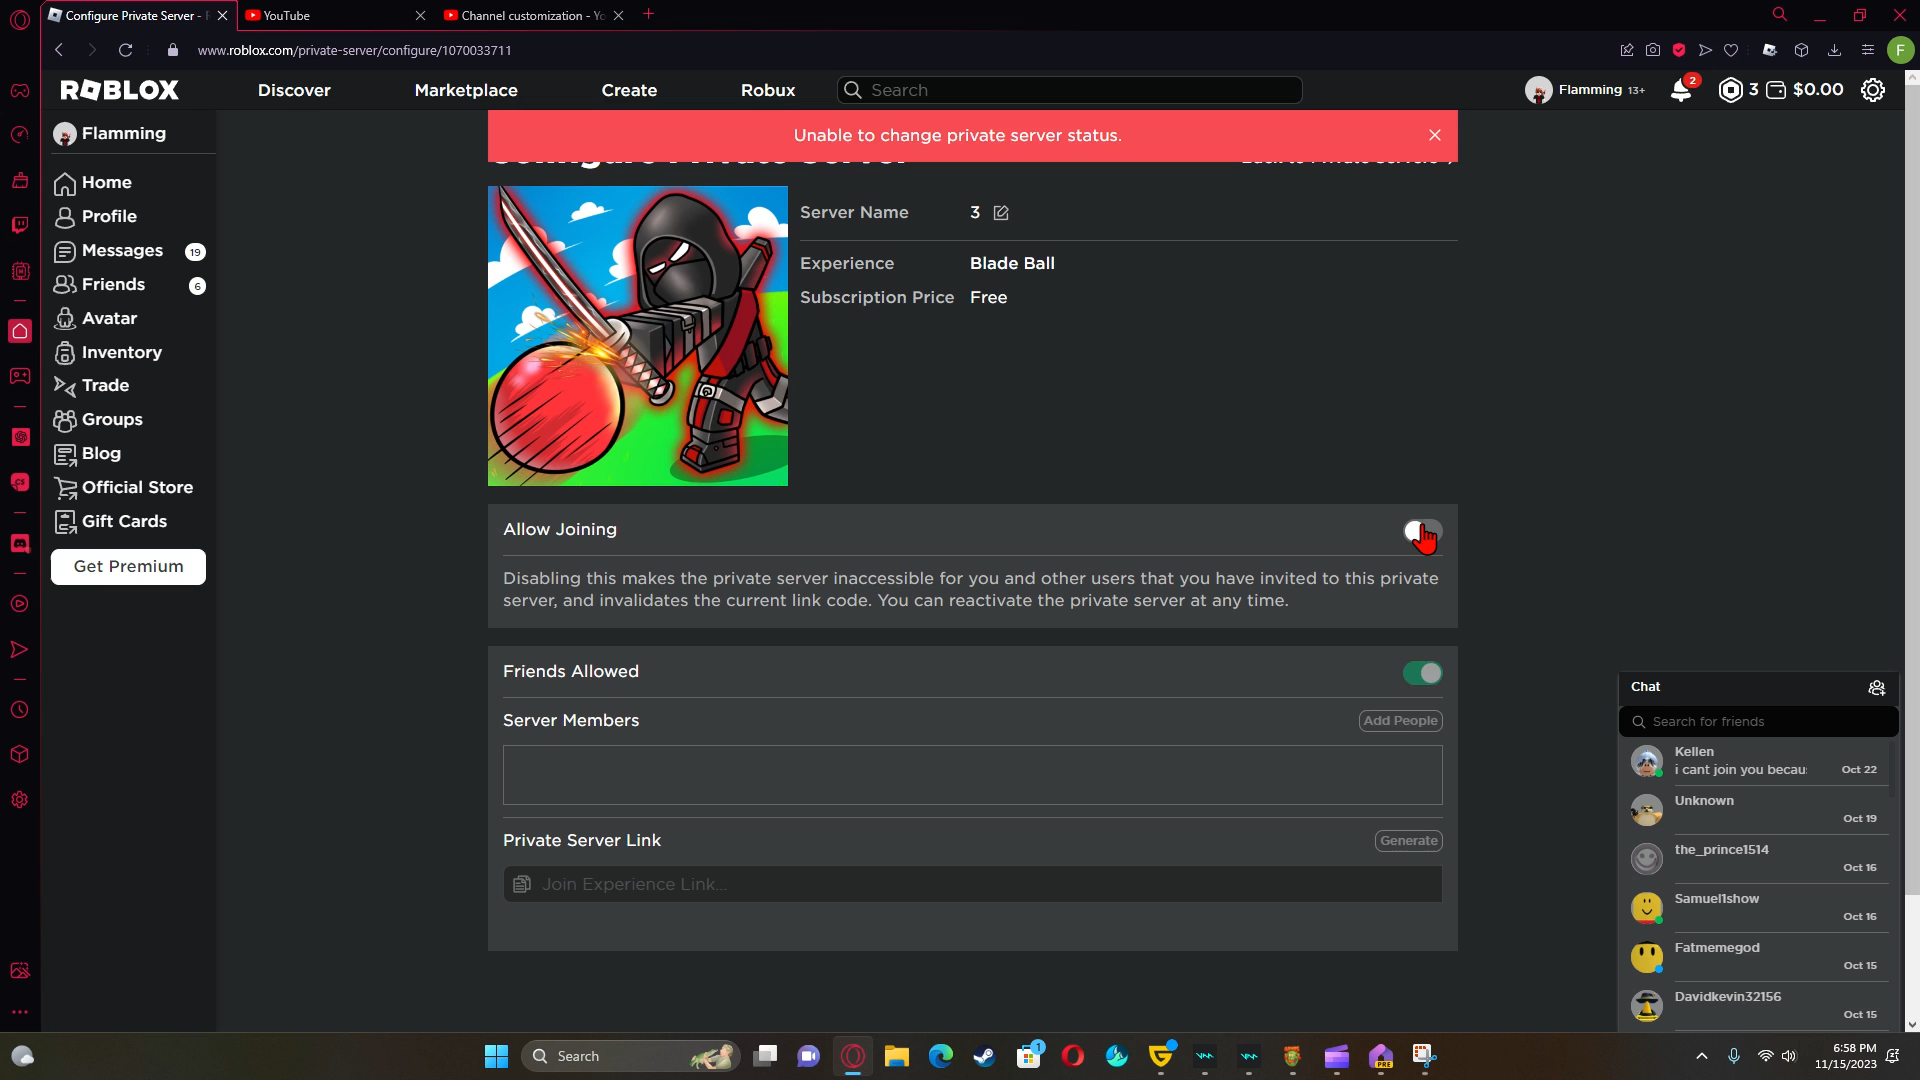 Configure Private Server -
YouTube
Channel customization - Yo
www.roblox.com/private-server/configure/1070033711
F
ROBLOX
Discover
Marketplace
Create
Robux
Search
Flamming 13+
2
3
$0.00
Flamming
Unable to change private server status.
Configure Private Server
Home
Profile
Messages 19
Friends 6
Avatar
Inventory
Trade
Groups
Blog
Official Store
Gift Cards
Get Premium
Server Name 3
Experience Blade Ball
Subscription Price Free
Allow Joining
Disabling this makes the private server inaccessible for you and other users that you have invited to this private
server, and invalidates the current link code. You can reactivate the private server at any time.
Friends Allowed
Server Members Add People
Private Server Link Generate
Join Experience Link...
Chat
Search for friends
Kellen
i cant join you becau: Oct 22
Unknown
Oct 19
the_prince1514
Oct 16
Samuel1show
Oct 16
Fatmemegod
Oct 15
Davidkevin32156
Oct 15
Search
1
PRE
6:58 PM
11/15/2023